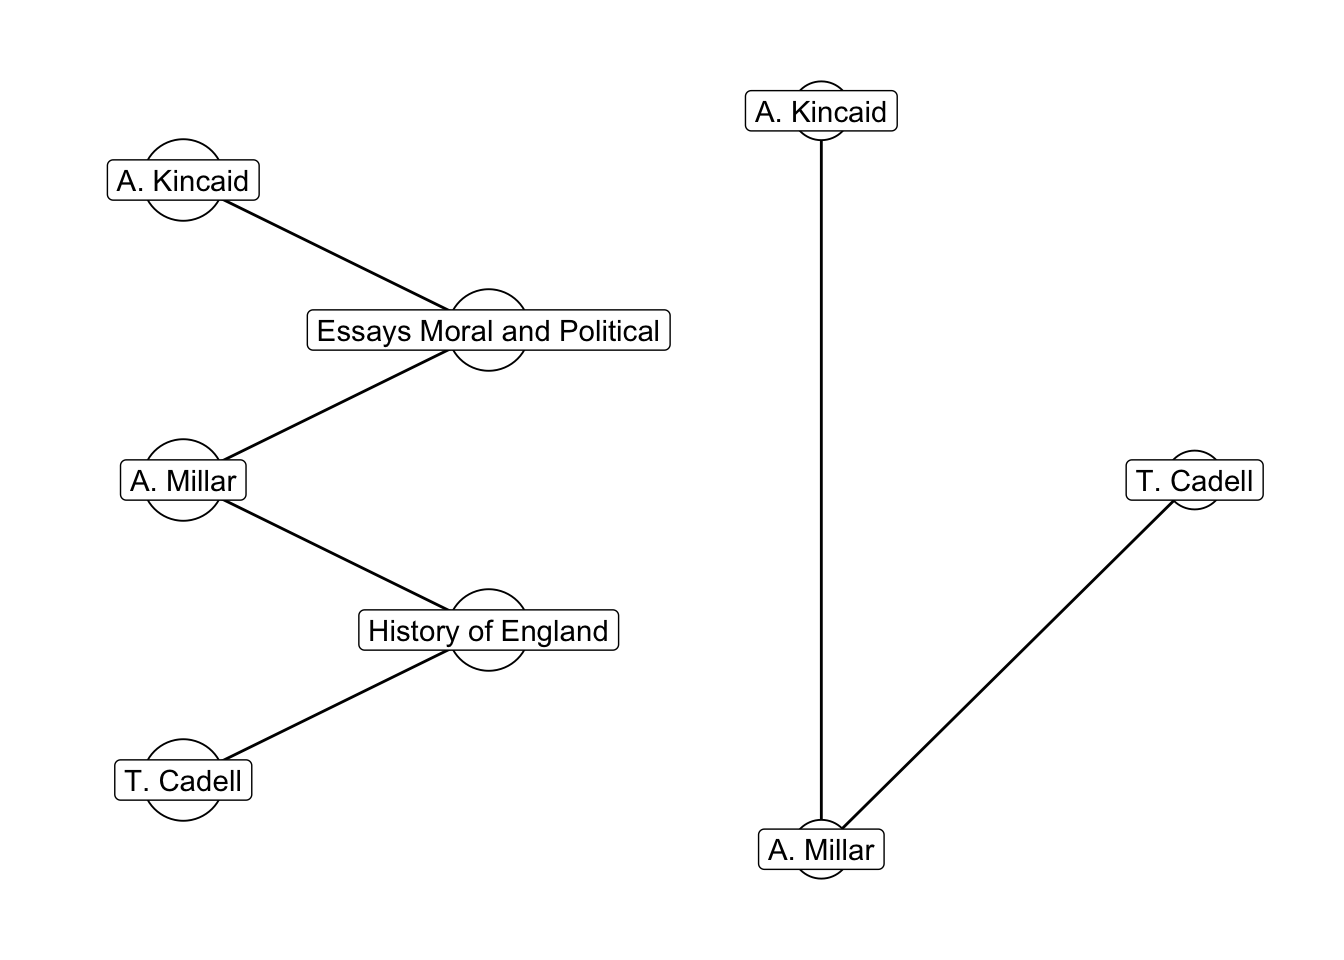 A. Kincaid
Essays Moral and Political
A. Millar
History of England
T. Cadell
A. Kincaid
T. Cadell
A. Millar